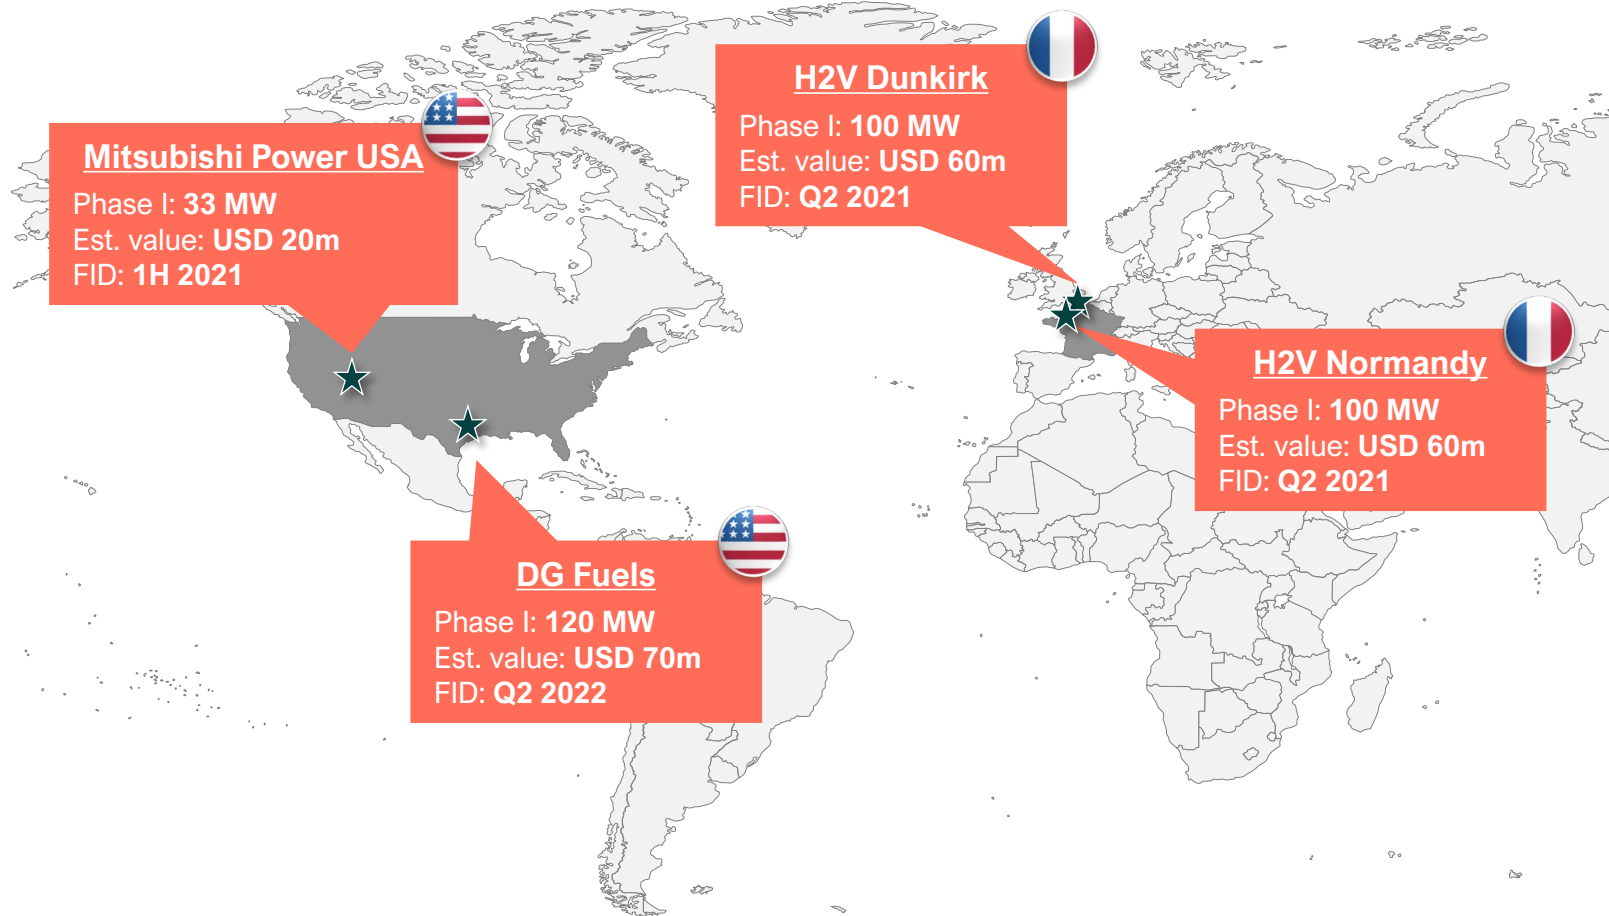 H2V Dunkirk
Phase I: 100 MW
Est. value: USD 60m
FID: Q2 2021
Mitsubishi Power USA
Phase I: 33 MW
Est. value: USD 20m
FID: 1H 2021
H2V Normandy
Phase I: 100 MW
Est. value: USD 60m
FID: Q2 2021
DG Fuels
Phase I: 120 MW
Est. value: USD 70m
FID: Q2 2022